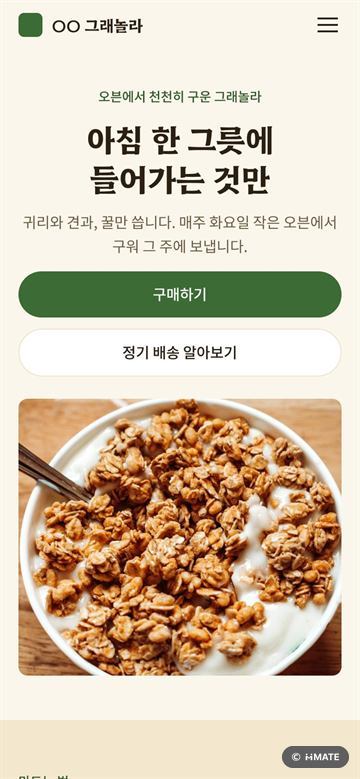 ○○ 그래놀라
오븐에서 천천히 구운 그래놀라
아침 한 그릇에
들어가는 것만
귀리와 견과, 꿀만 씁니다. 매주 화요일 작은 오븐에서
구워 그 주에 보냅니다.
구매하기
정기 배송 알아보기
© HMATE